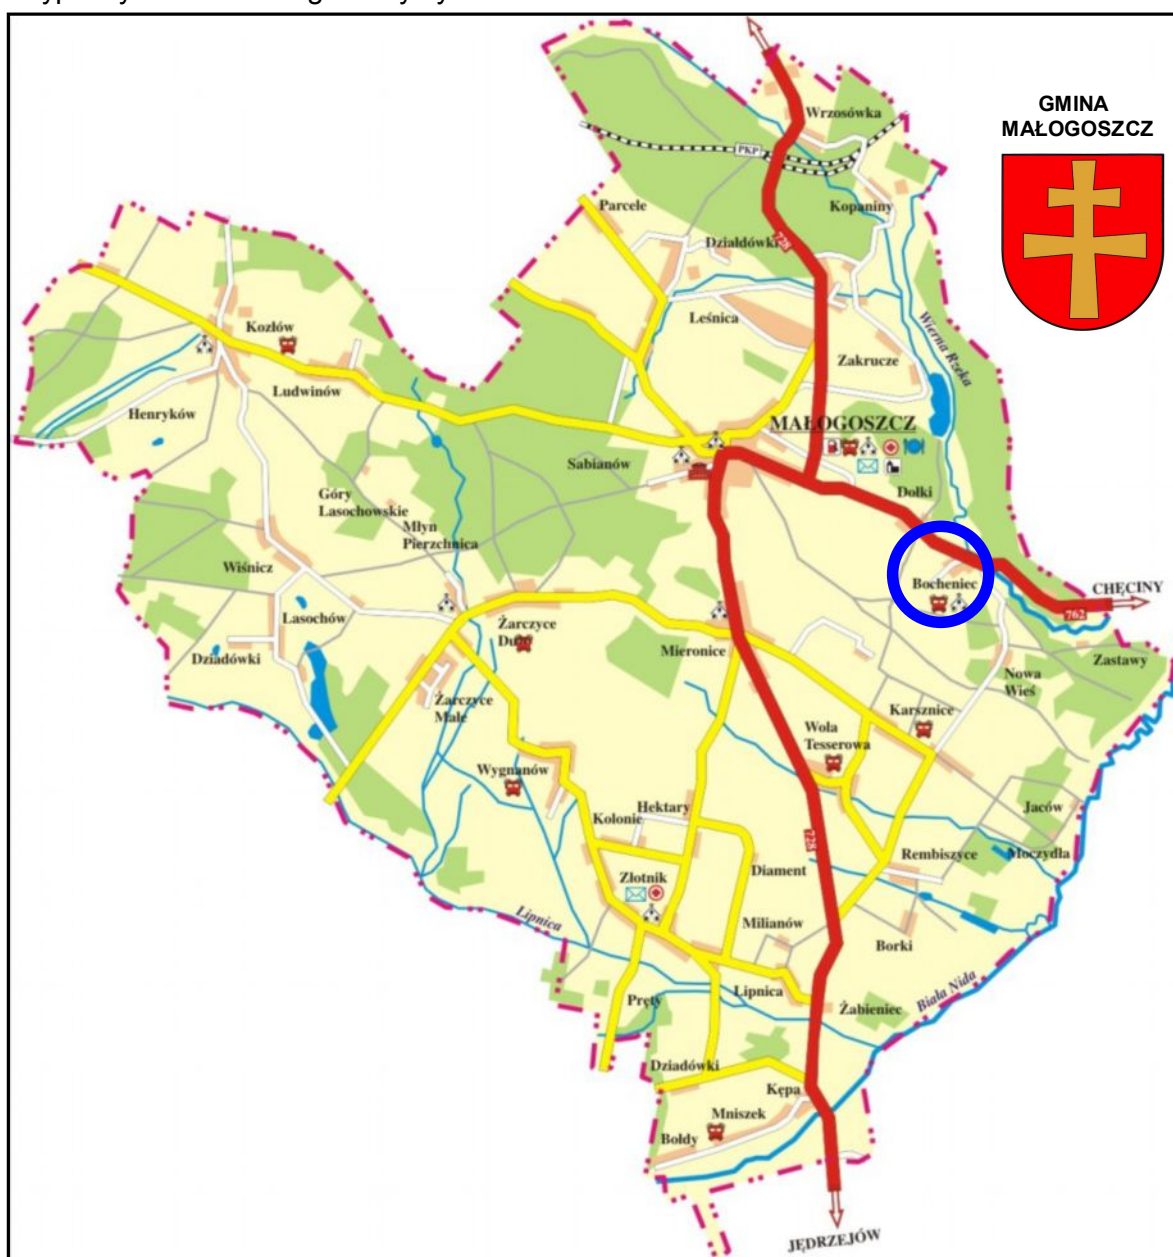 GMINA
MAŁOGOSZCZ
Wrzosówka
PKP
Parcele
Kopaniny
Działdówki
728
Leśnica
Wierna Rzeka
Kozłów
Zakrucze
Ludwinów
Henryków
MAŁOGOSZCZ
Sabianów
Góry
Lasochowskie
Dołki
Młyn
Pierzchnica
Wiśnicz
Bocheniec
CHĘCINY
762
Lasochów
Żarczyce
Duże
Mieronice
Dziadówki
Zastawy
Nowa
Wieś
Żarczyce
Małe
Karsznice
Wola
Tesserowa
Wygnanów
Hektary
Jaców
Kolonie
728
Rembiszyce
Moczydła
Złotnik
Diament
Lipnica
Milianów
Borki
Biała Nida
Pręty
Lipnica
Żabieniec
Dziadówki
Kępa
Mniszek
Bołdy
JĘDRZEJÓW